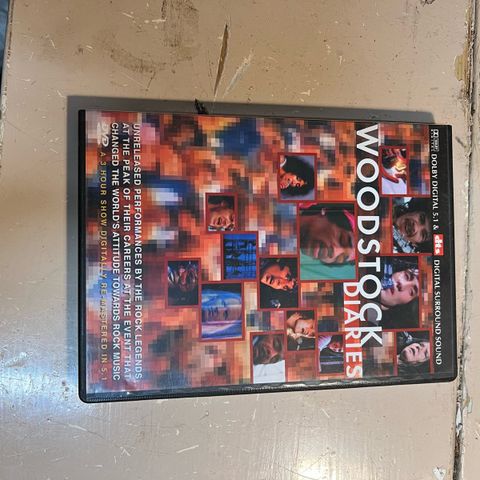 DOLBY DIGITAL 5.1 & dts DIGITAL SURROUND SOUND
WOODSTOCK
DIARIES
UNRELEASED PERFORMANCES BY THE ROCK LEGENDS
AT THE PEAK OF THEIR CAREERS AT THE EVENT THAT
CHANGED THE WORLD'S ATTITUDE TOWARDS ROCK MUSIC
DVD A 3 HOUR SHOW DIGITALLY RE-MASTERED IN 5.1